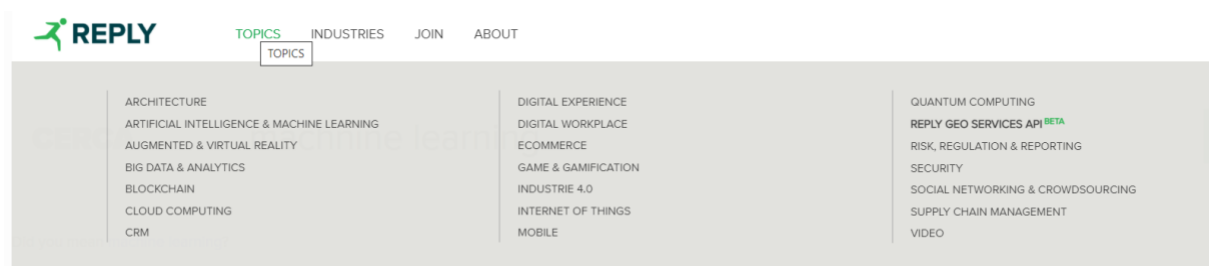 REPLY
TOPICS INDUSTRIES JOIN ABOUT
TOPICS
ARCHITECTURE
ARTIFICIAL INTELLIGENCE & MACHINE LEARNING
AUGMENTED & VIRTUAL REALITY
BIG DATA & ANALYTICS
BLOCKCHAIN
CLOUD COMPUTING
CRM
DIGITAL EXPERIENCE
DIGITAL WORKPLACE
ECOMMERCE
GAME & GAMIFICATION
INDUSTRIE 4.0
INTERNET OF THINGS
MOBILE
QUANTUM COMPUTING
REPLY GEO SERVICES API BETA
RISK, REGULATION & REPORTING
SECURITY
SOCIAL NETWORKING & CROWDSOURCING
SUPPLY CHAIN MANAGEMENT
VIDEO